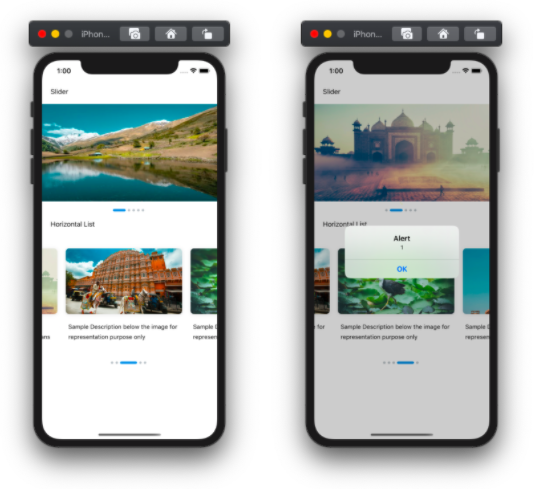 iPhon...
1:00
Slider
Horizontal List
ans
Sample Description below the image for
representation purpose only
Sample D
represen
iPhon...
1:00
Slider
Horizontal List
Alert
1
OK
for
Sample Description below the image for
representation purpose only
Sample D
represen